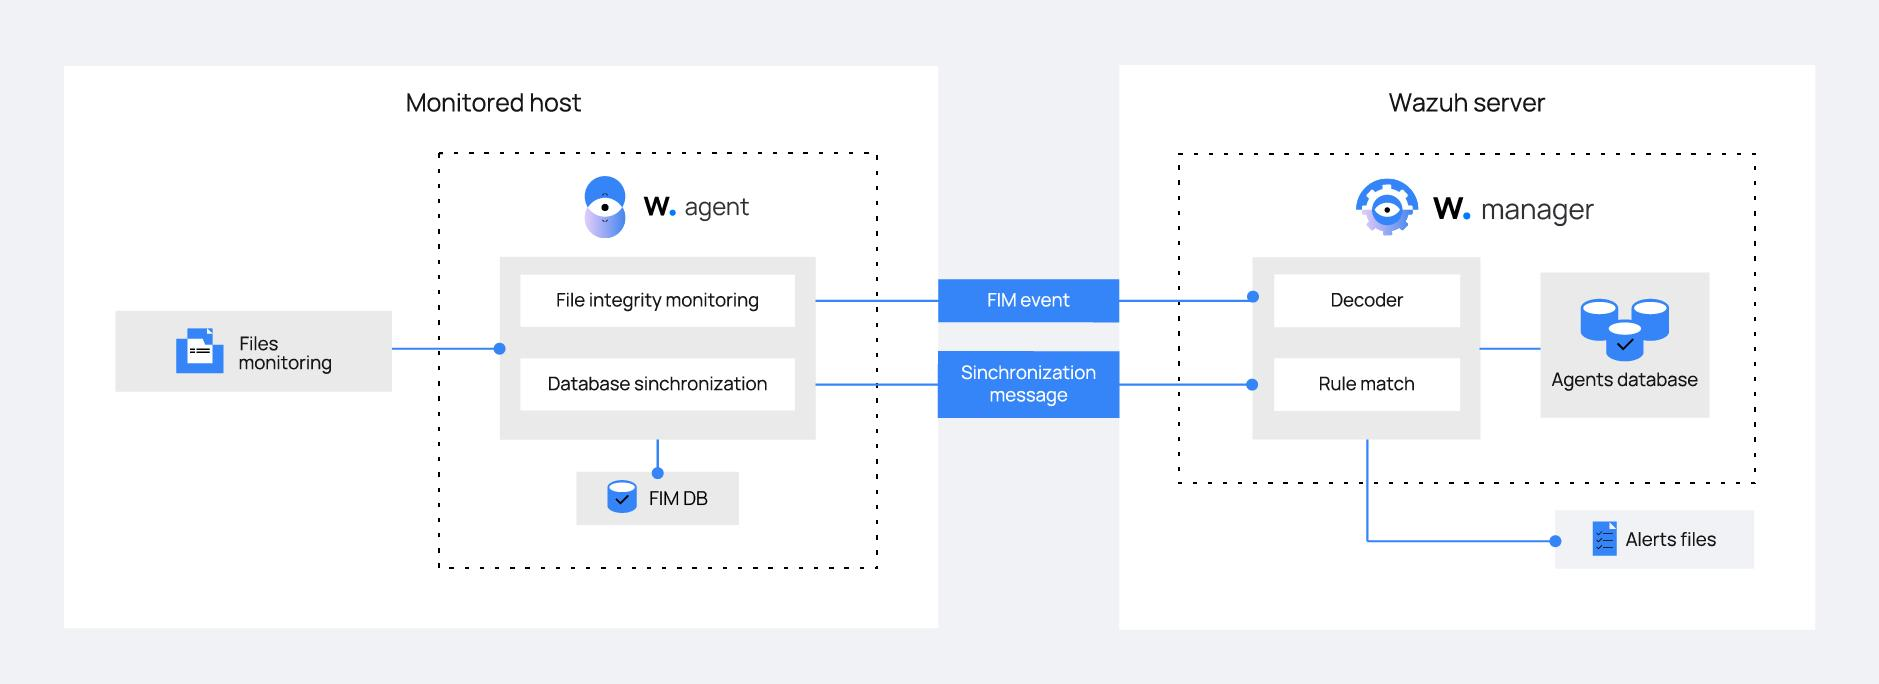 Monitored host
W. agent
Files
monitoring
File integrity monitoring
Database sinchronization
FIM DB
FIM event
Sinchronization
message
Wazuh server
W. manager
Decoder
Rule match
Agents database
Alerts files